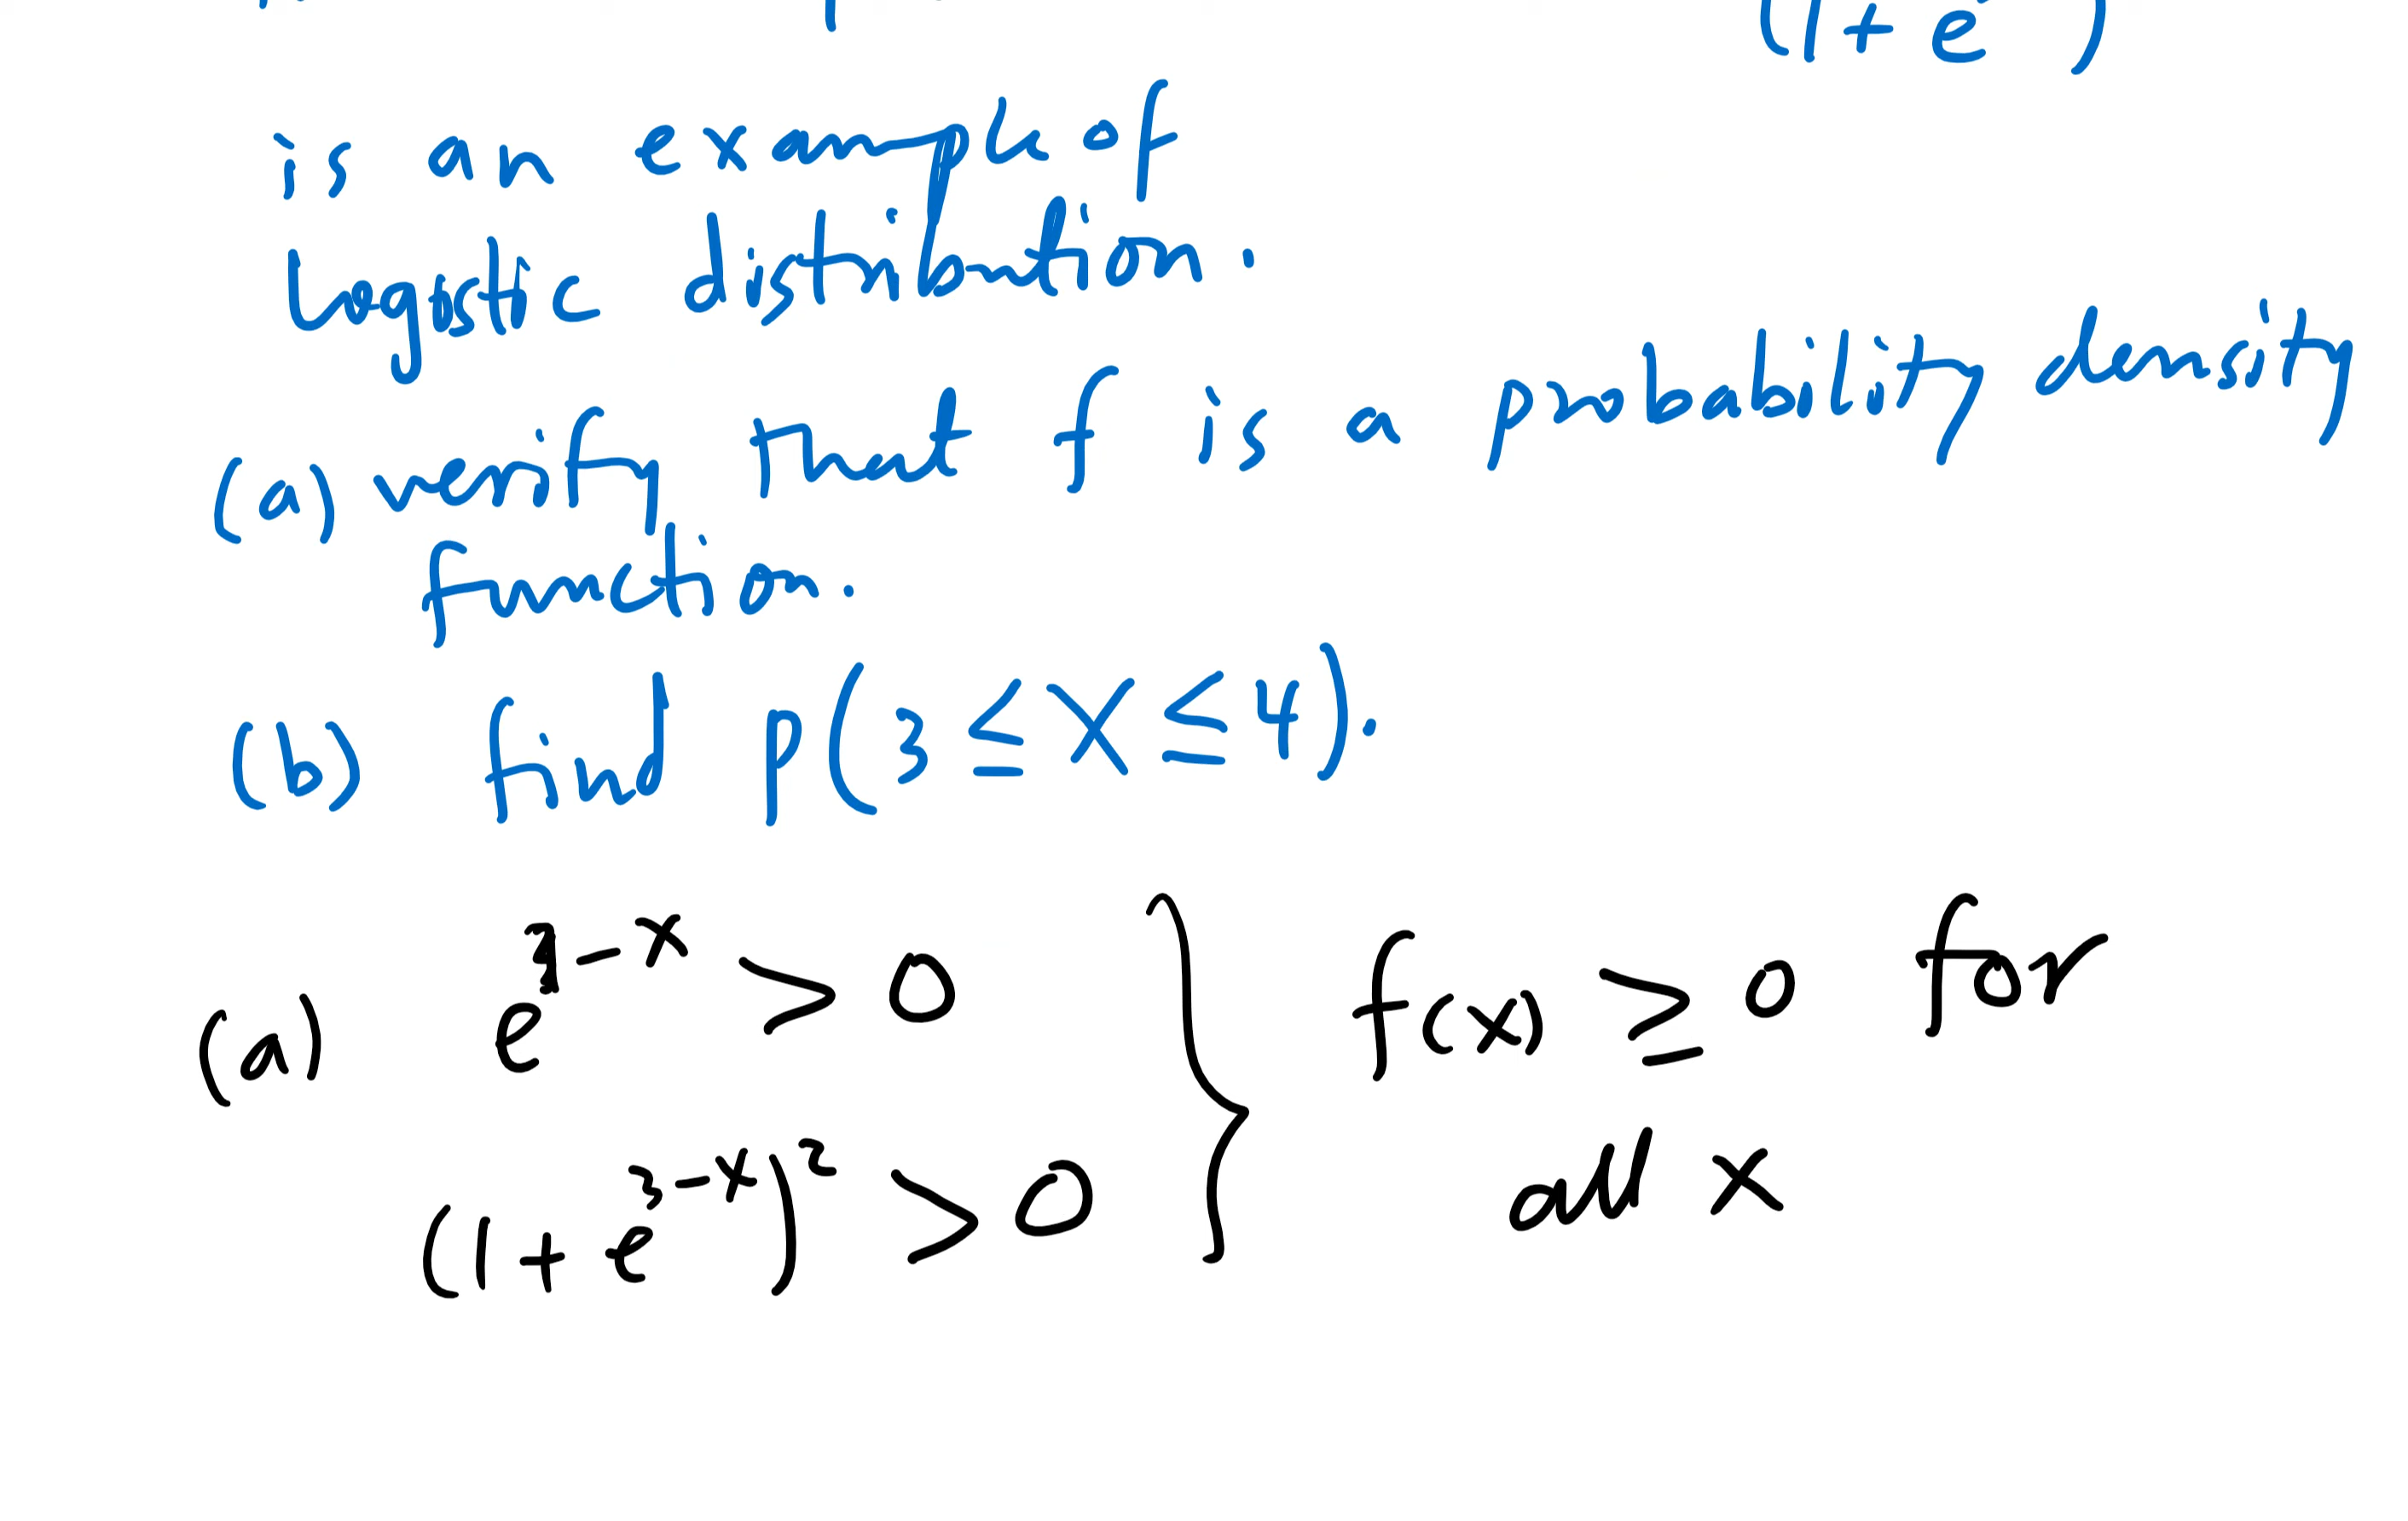 (1 + e )
is an example of
logistic distribution.
(a) verify that f is a probability density
function.
(b) find p(3 ≤ X ≤ 4).
(a) e^{3-x} > 0 } f(x) ≥ 0 for
(1 + e^{3-x})^2 > 0 all x